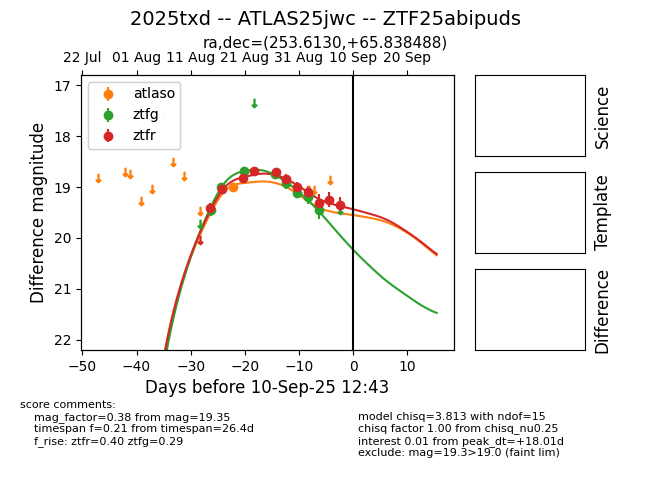 2025txd -- ATLAS25jwc -- ZTF25abipuds
ra,dec=(253.6130,+65.838488)
22 Jul 01 Aug 11 Aug 21 Aug 31 Aug 10 Sep 20 Sep
atlaso
ztfg
ztfr
17
18
19
20
21
22
Difference magnitude
−50 −40 −30 −20 −10 0 10
Days before 10-Sep-25 12:43
Science
Template
Difference
score comments:
mag_factor=0.38 from mag=19.35
timespan f=0.21 from timespan=26.4d
f_rise: ztfr=0.40 ztfg=0.29
model chisq=3.813 with ndof=15
chisq factor 1.00 from chisq_nu0.25
interest 0.01 from peak_dt=+18.01d
exclude: mag=19.3>19.0 (faint lim)